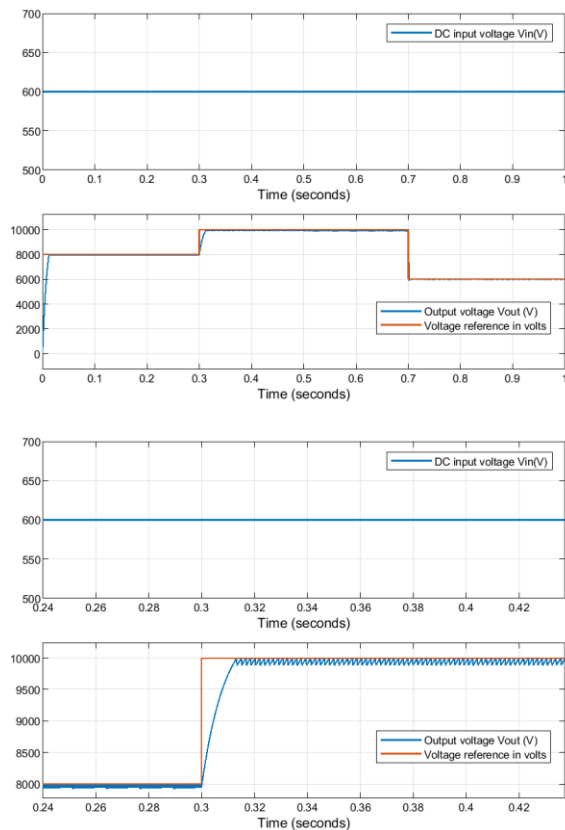 700
650
600
550
500
DC input voltage Vin(V)
0 0.1 0.2 0.3 0.4 0.5 0.6 0.7 0.8 0.9 1
Time (seconds)
10000
8000
6000
4000
2000
0
Output voltage Vout (V)
Voltage reference in volts
0 0.1 0.2 0.3 0.4 0.5 0.6 0.7 0.8 0.9 1
Time (seconds)
700
650
600
550
500
DC input voltage Vin(V)
0.24 0.26 0.28 0.3 0.32 0.34 0.36 0.38 0.4 0.42
Time (seconds)
10000
9500
9000
8500
8000
Output voltage Vout (V)
Voltage reference in volts
0.24 0.26 0.28 0.3 0.32 0.34 0.36 0.38 0.4 0.42
Time (seconds)